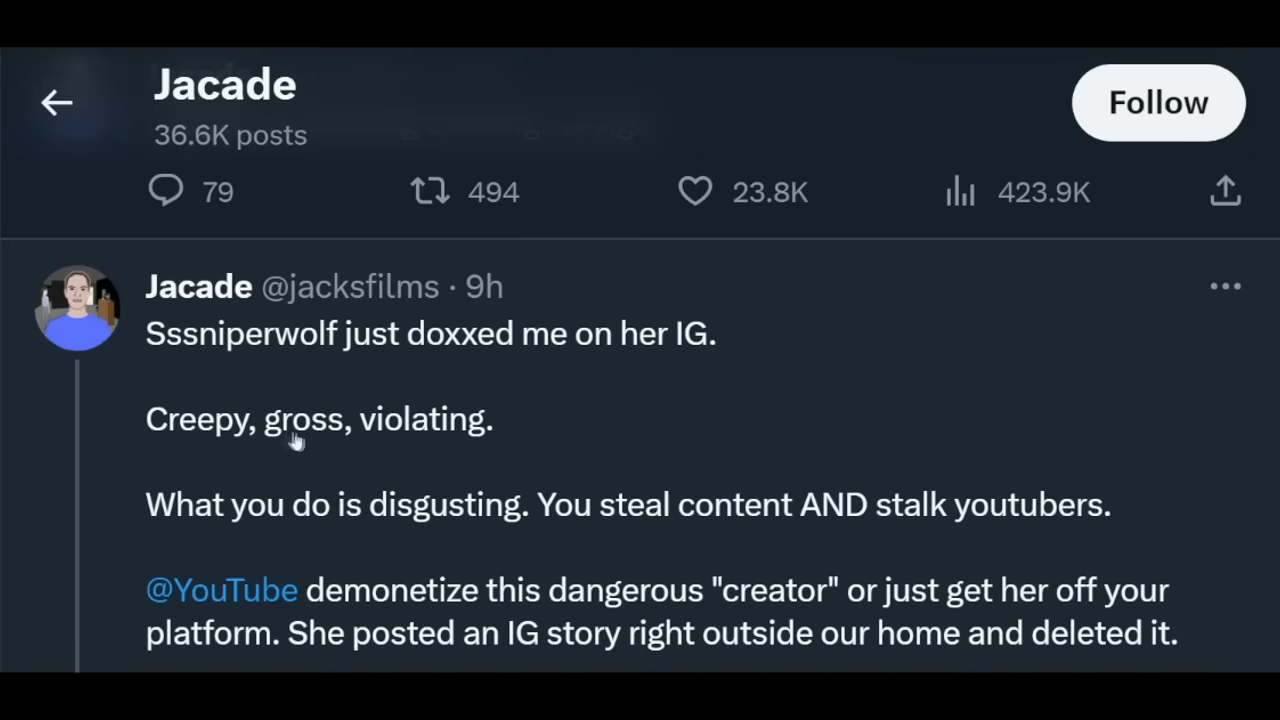 Jacade
36.6K posts
Follow
79 494 23.8K 423.9K
Jacade @jacksfilms · 9h
Sssniperwolf just doxxed me on her IG.
Creepy, gross, violating.
What you do is disgusting. You steal content AND stalk youtubers.
@YouTube demonetize this dangerous "creator" or just get her off your
platform. She posted an IG story right outside our home and deleted it.